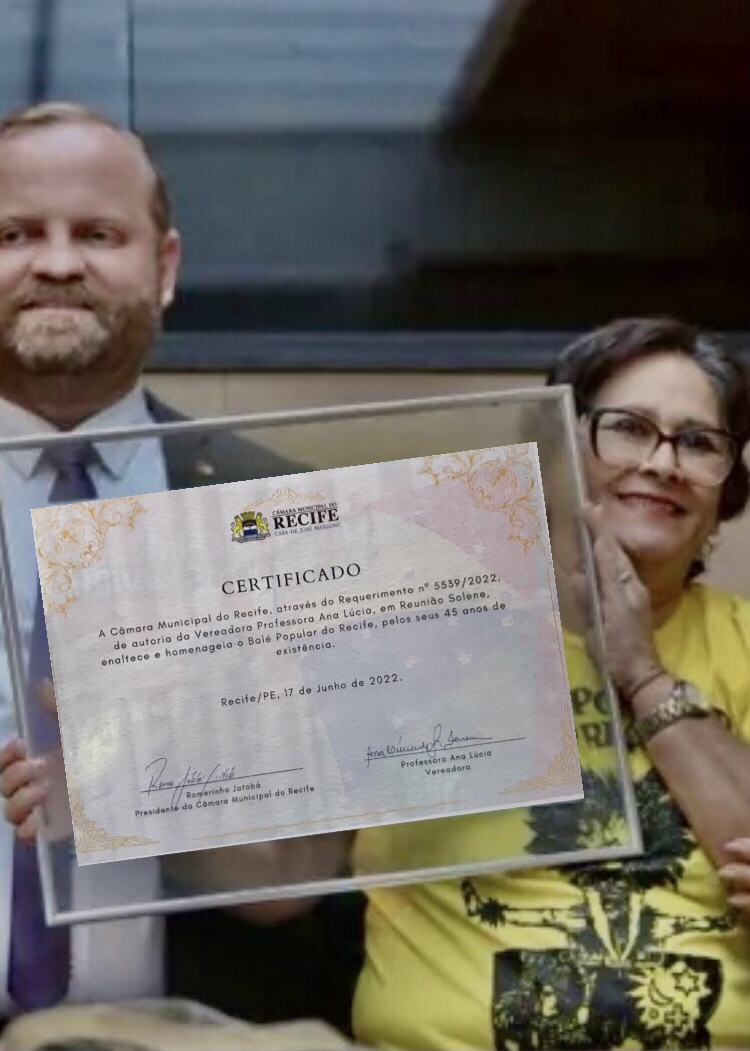 CÂMARA MUNICIPAL DO
RECIFE
CASA DE JOSÉ MARIANO
CERTIFICADO
A Câmara Municipal do Recife, através do Requerimento nº 5539/2022,
de autoria da Vereadora Professora Ana Lúcia, em Reunião Solene,
enaltece e homenageia o Balé Popular do Recife, pelos seus 45 anos de
existência.
Recife/PE, 17 de Junho de 2022.
Romerinho Jatobá
Presidente da Câmara Municipal do Recife
Professora Ana Lúcia
Vereadora